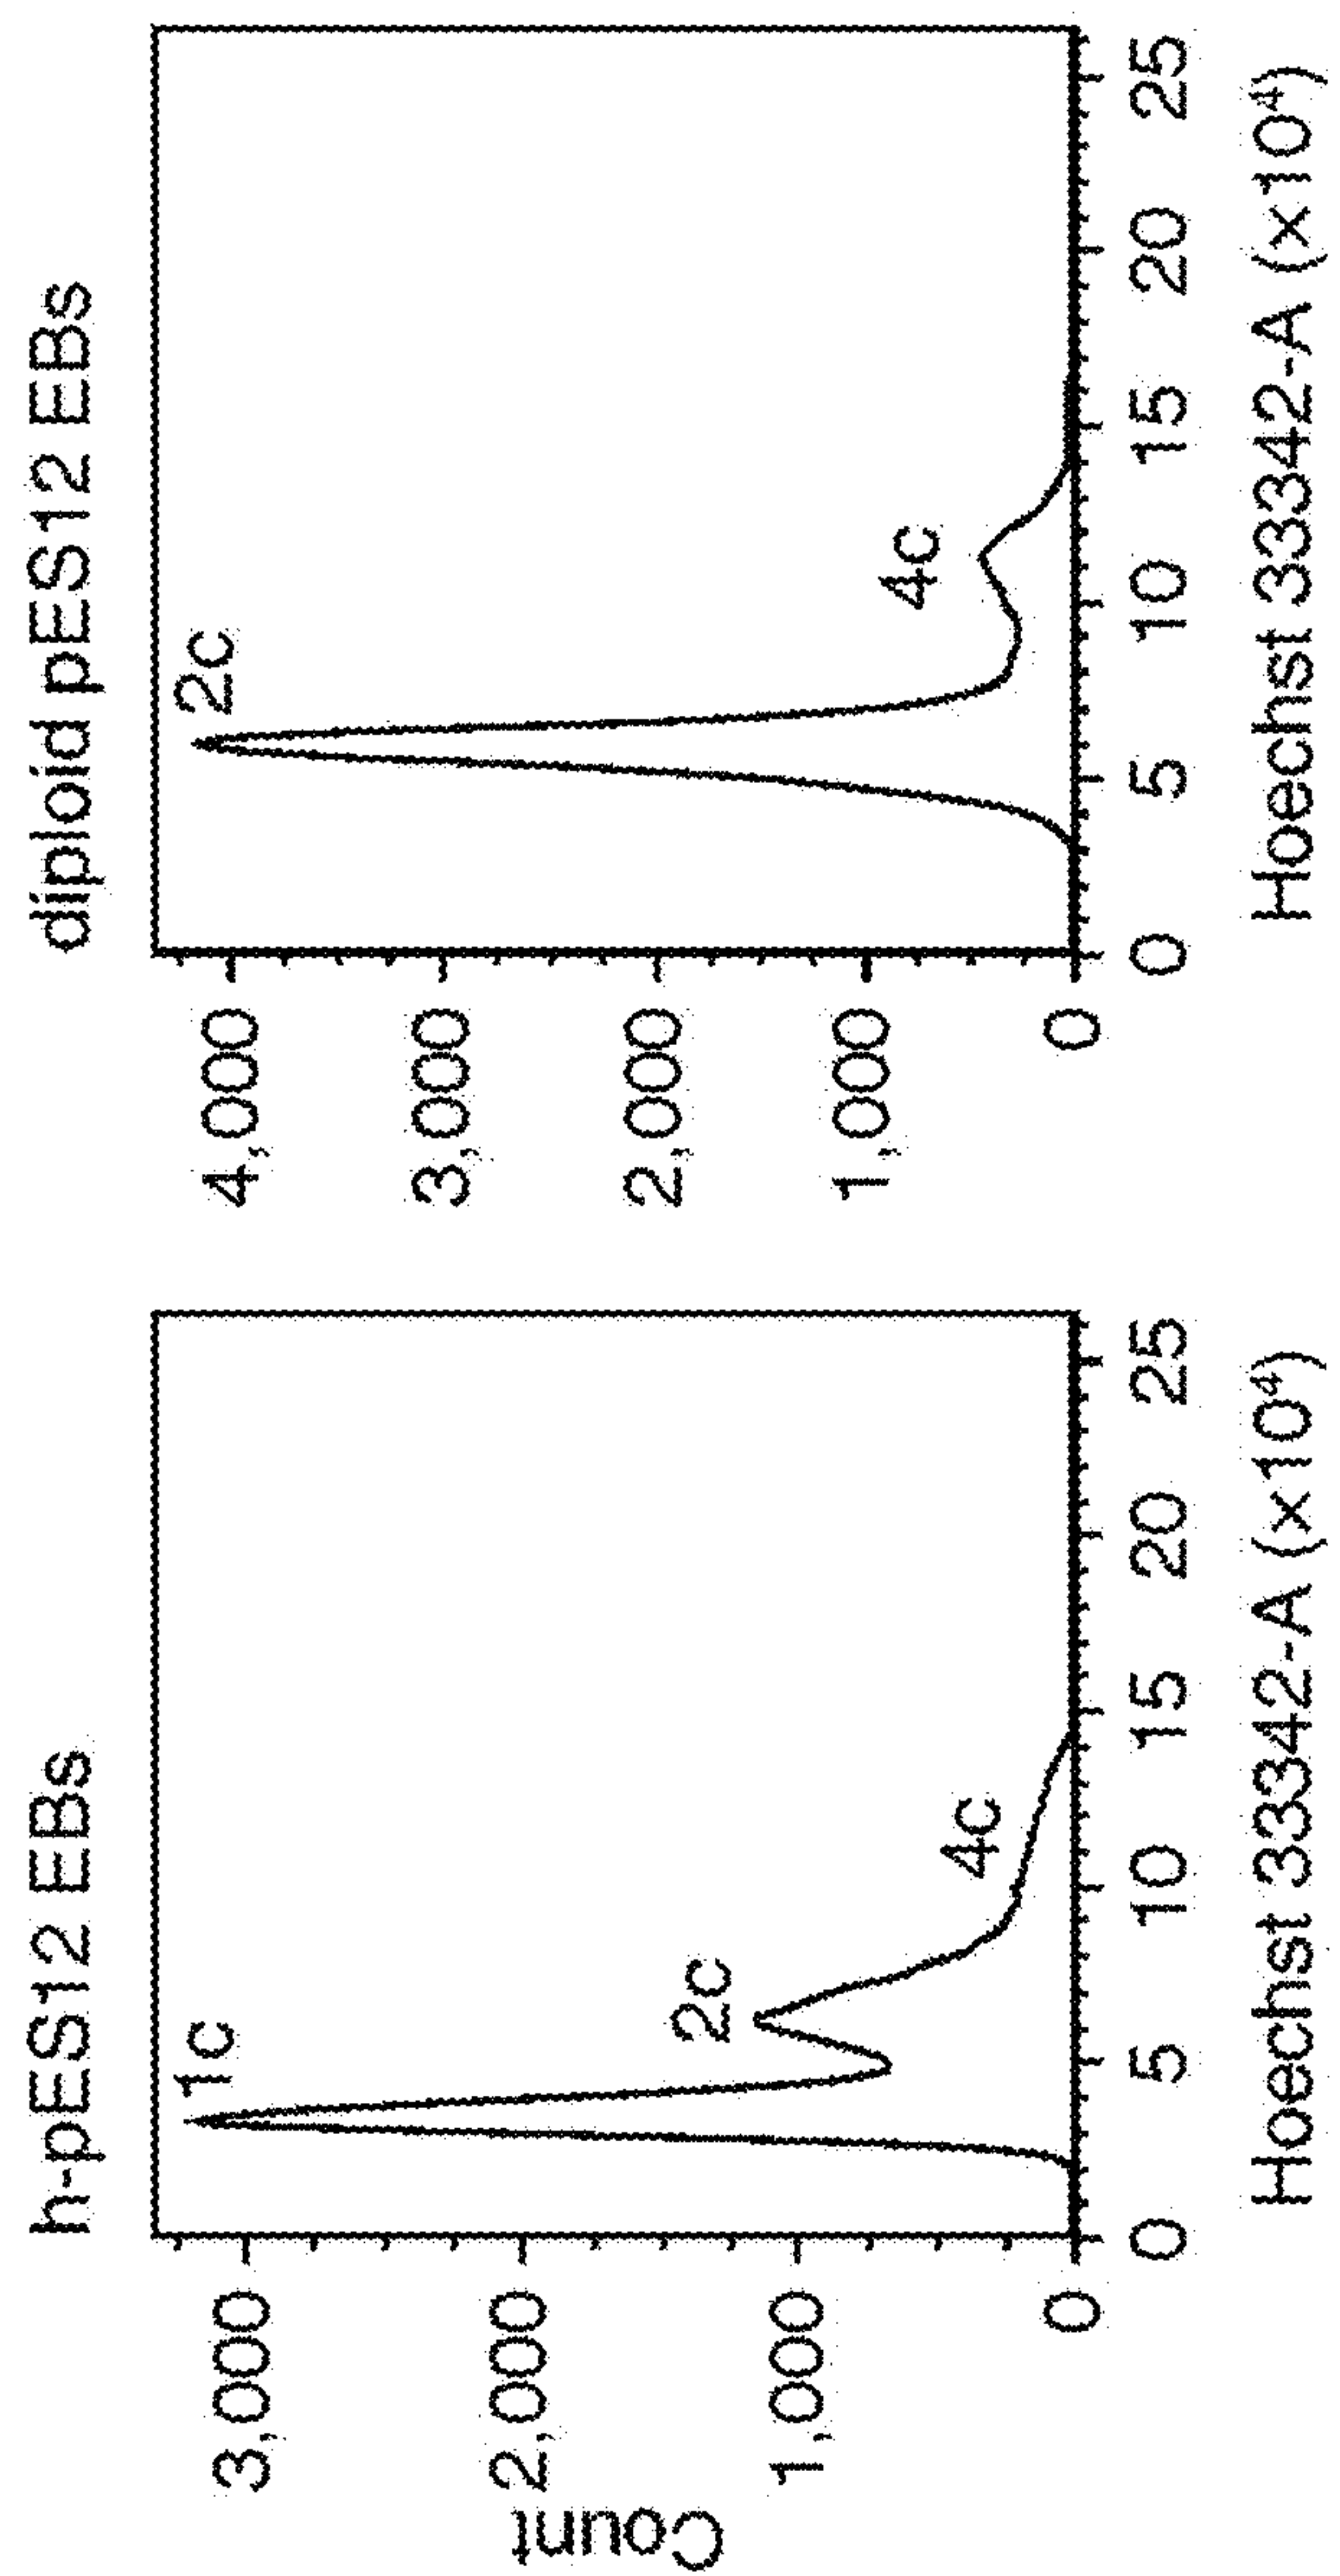 h-pES12 EBs
Count
3,000
2,000
1,000
0
1c
2c
4c
0 5 10 15 20 25
Hoechst 33342-A (x10⁴)
diploid pES12 EBs
4,000
3,000
2,000
1,000
0
2c
4c
0 5 10 15 20 25
Hoechst 33342-A (x10⁴)